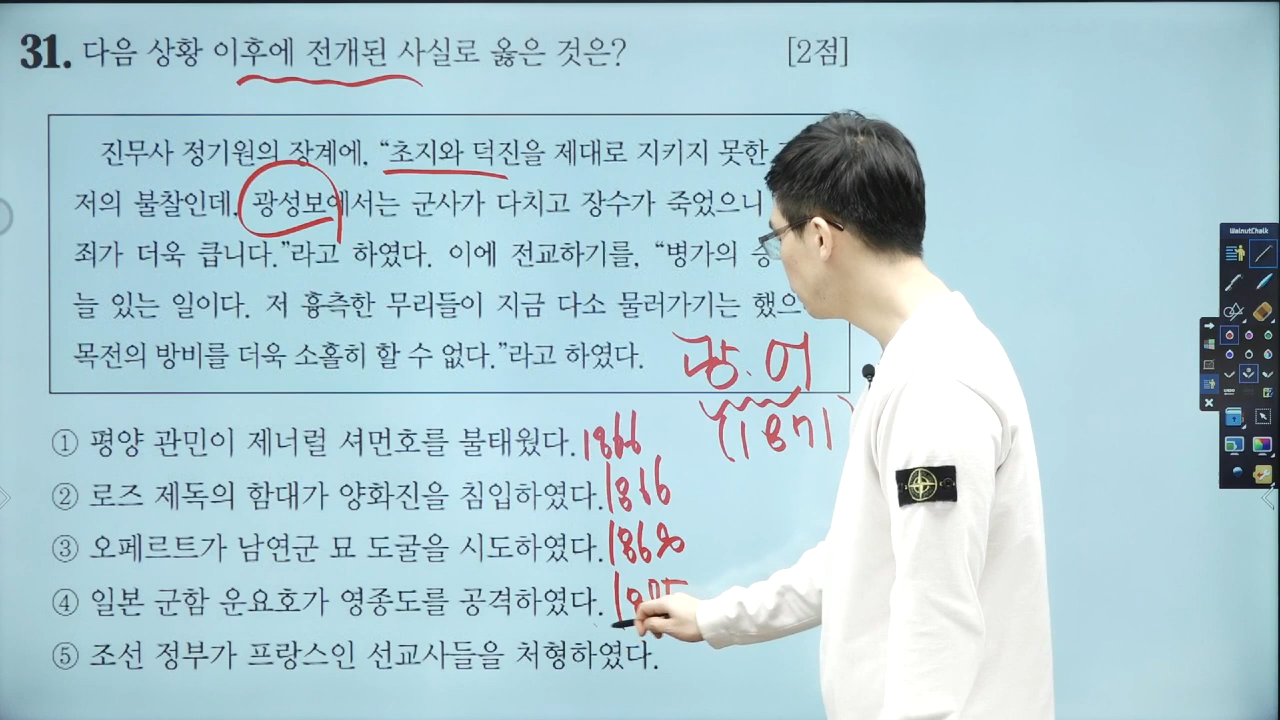 31. 다음 상황 이후에 전개된 사실로 옳은 것은? [2점]
진무사 정기원의 장계에, “초지와 덕진을 제대로 지키지 못한
저의 불찰인데, 광성보에서는 군사가 다치고 장수가 죽었으니
죄가 더욱 큽니다.”라고 하였다. 이에 전교하기를, “병가의
늘 있는 일이다. 저 흉측한 무리들이 지금 다소 물러가기는 했으
목전의 방비를 더욱 소홀히 할 수 없다.”라고 하였다.
광.어
(1871)
① 평양 관민이 제너럴 셔먼호를 불태웠다. 1866
② 로즈 제독의 함대가 양화진을 침입하였다. 1866
③ 오페르트가 남연군 묘 도굴을 시도하였다. 1868
④ 일본 군함 운요호가 영종도를 공격하였다. 1875
⑤ 조선 정부가 프랑스인 선교사들을 처형하였다.
WalnutChalk